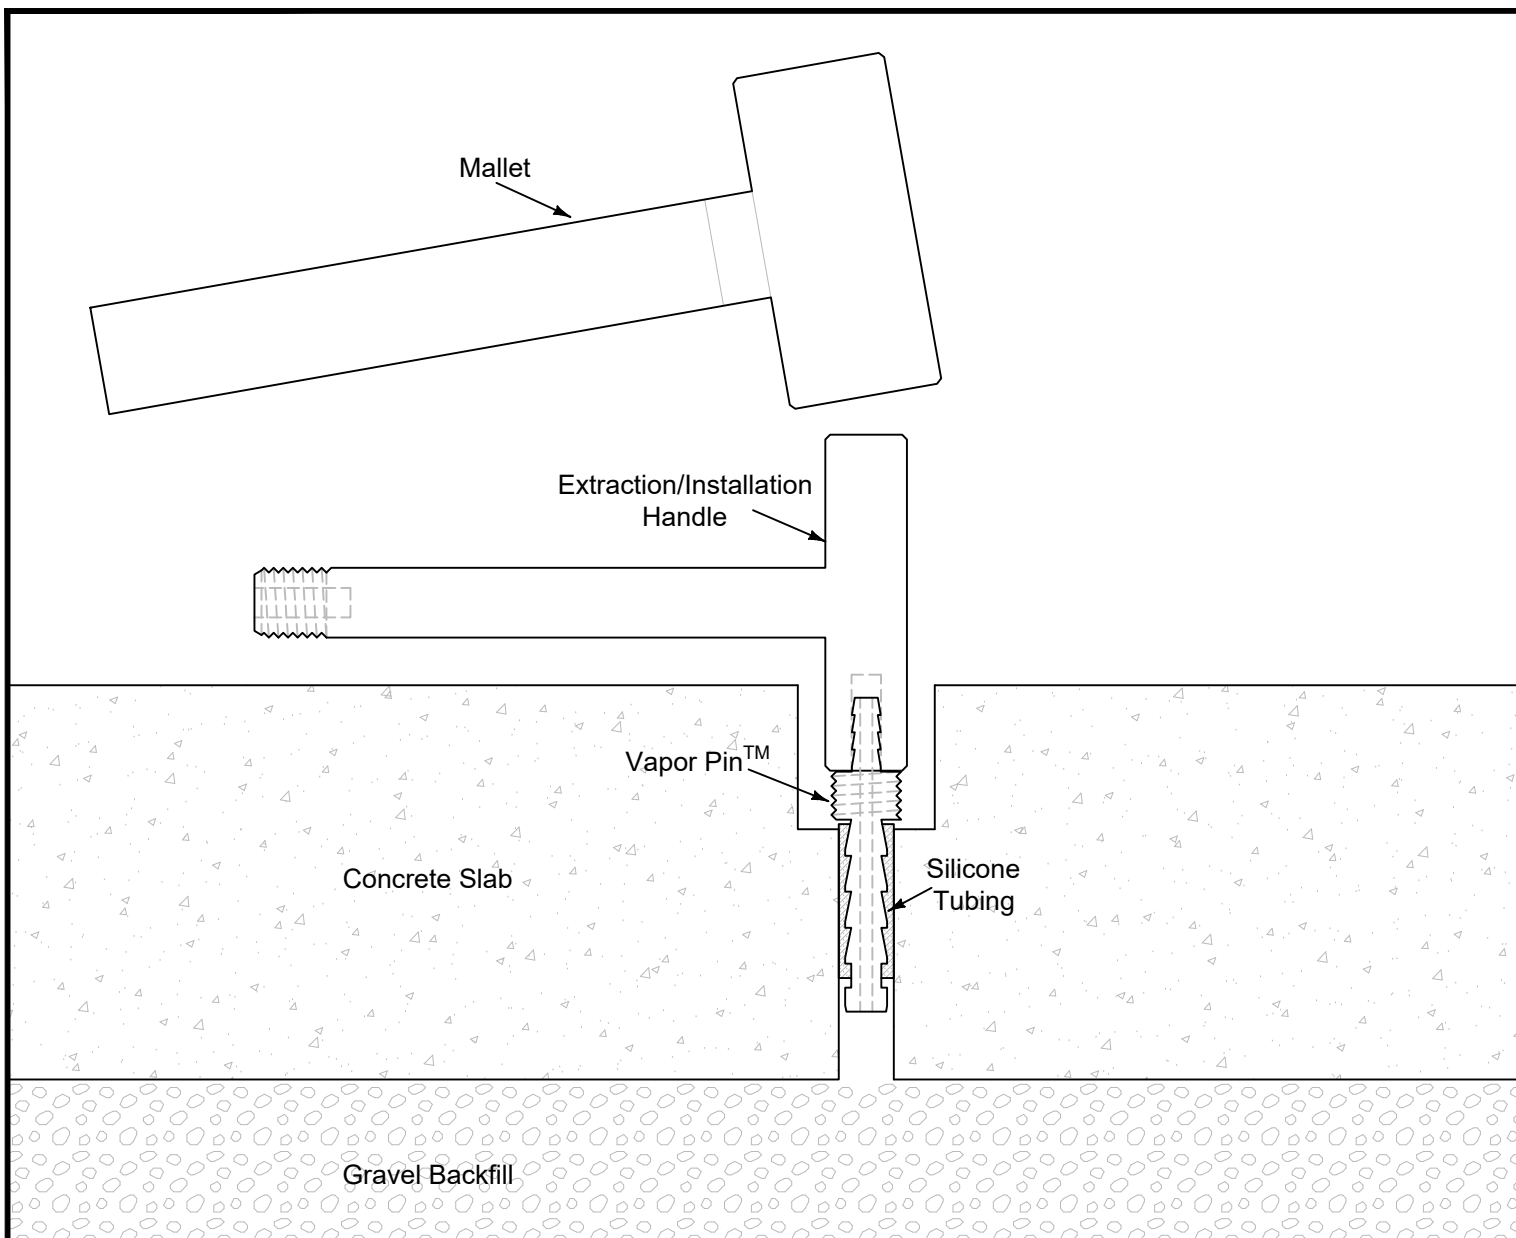 Mallet
Extraction/Installation
Handle
Vapor Pin™
Concrete Slab
Silicone
Tubing
Gravel Backfill